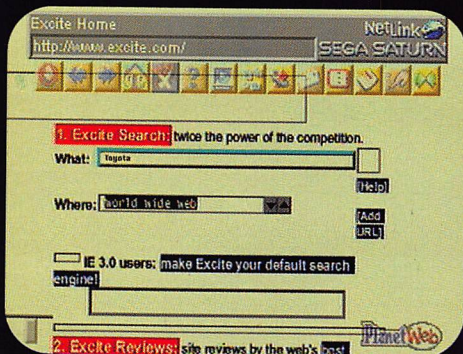 Excite Home
NetLink
http://www.excite.com/
SEGA SATURN
1. Excite Search: twice the power of the competition.
What: Toyota
[Help]
Where: world wide web
[Add
URL]
IE 3.0 users: make Excite your default search
engine!
PlanetWeb
2. Excite Reviews: site reviews by the web's best